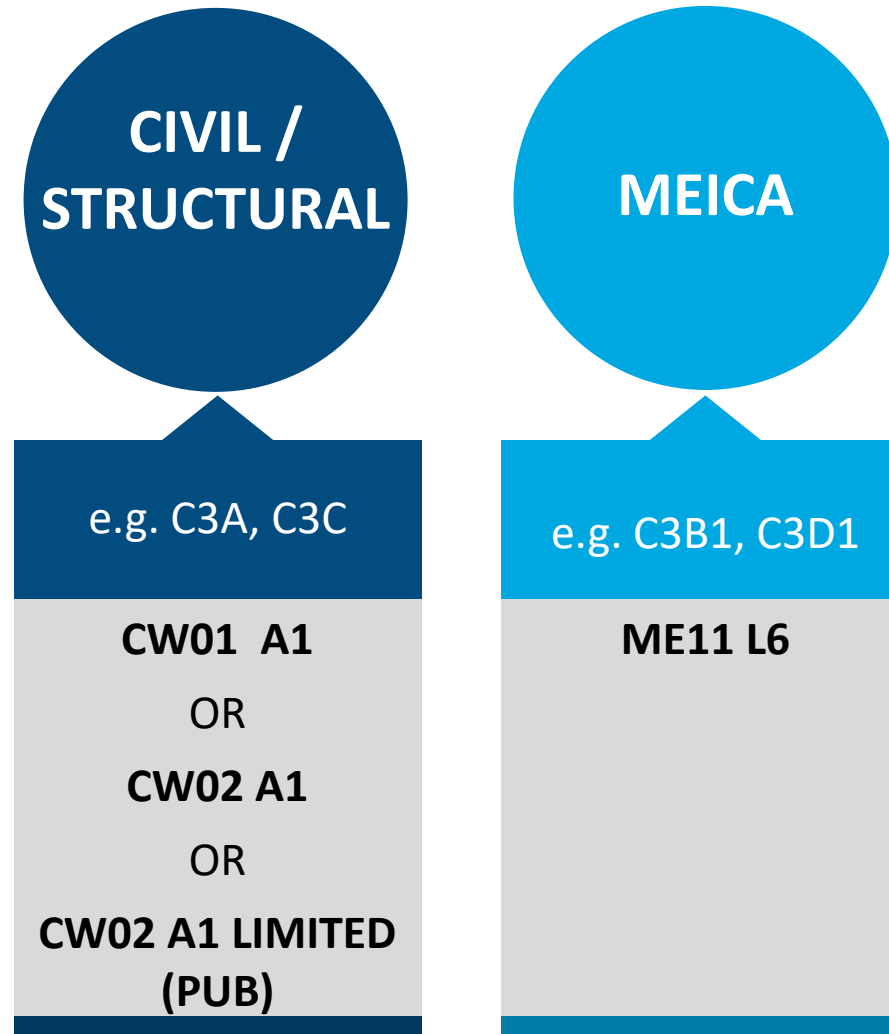 CIVIL /
STRUCTURAL
e.g. C3A, C3C
CW01 A1
OR
CW02 A1
OR
CW02 A1 LIMITED
(PUB)
MEICA
e.g. C3B1, C3D1
ME11 L6